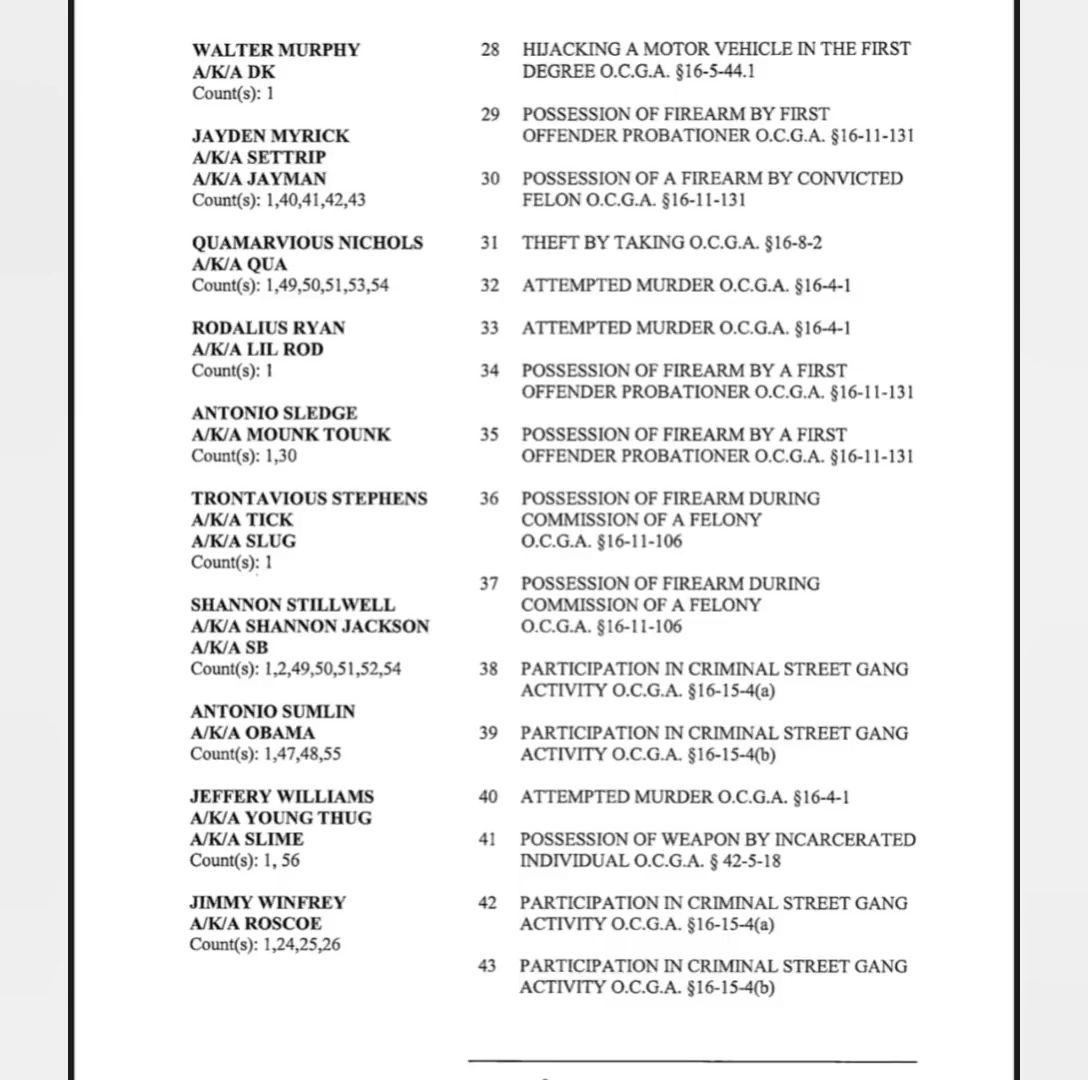 WALTER MURPHY
A/K/A DK
Count(s): 1
JAYDEN MYRICK
A/K/A SETTRIP
A/K/A JAYMAN
Count(s): 1,40,41,42,43
QUAMARVIOUS NICHOLS
A/K/A QUA
Count(s): 1,49,50,51,53,54
RODALIUS RYAN
A/K/A LIL ROD
Count(s): 1
ANTONIO SLEDGE
A/K/A MOUNK TOUNK
Count(s): 1,30
TRONTAVIOUS STEPHENS
A/K/A TICK
A/K/A SLUG
Count(s): 1
SHANNON STILLWELL
A/K/A SHANNON JACKSON
A/K/A SB
Count(s): 1,2,49,50,51,52,54
ANTONIO SUMLIN
A/K/A OBAMA
Count(s): 1,47,48,55
JEFFERY WILLIAMS
A/K/A YOUNG THUG
A/K/A SLIME
Count(s): 1, 56
JIMMY WINFREY
A/K/A ROSCOE
Count(s): 1,24,25,26
28 HIJACKING A MOTOR VEHICLE IN THE FIRST
DEGREE O.C.G.A. §16-5-44.1
29 POSSESSION OF FIREARM BY FIRST
OFFENDER PROBATIONER O.C.G.A. §16-11-131
30 POSSESSION OF A FIREARM BY CONVICTED
FELON O.C.G.A. §16-11-131
31 THEFT BY TAKING O.C.G.A. §16-8-2
32 ATTEMPTED MURDER O.C.G.A. §16-4-1
33 ATTEMPTED MURDER O.C.G.A. §16-4-1
34 POSSESSION OF FIREARM BY A FIRST
OFFENDER PROBATIONER O.C.G.A. §16-11-131
35 POSSESSION OF FIREARM BY A FIRST
OFFENDER PROBATIONER O.C.G.A. §16-11-131
36 POSSESSION OF FIREARM DURING
COMMISSION OF A FELONY
O.C.G.A. §16-11-106
37 POSSESSION OF FIREARM DURING
COMMISSION OF A FELONY
O.C.G.A. §16-11-106
38 PARTICIPATION IN CRIMINAL STREET GANG
ACTIVITY O.C.G.A. §16-15-4(a)
39 PARTICIPATION IN CRIMINAL STREET GANG
ACTIVITY O.C.G.A. §16-15-4(b)
40 ATTEMPTED MURDER O.C.G.A. §16-4-1
41 POSSESSION OF WEAPON BY INCARCERATED
INDIVIDUAL O.C.G.A. § 42-5-18
42 PARTICIPATION IN CRIMINAL STREET GANG
ACTIVITY O.C.G.A. §16-15-4(a)
43 PARTICIPATION IN CRIMINAL STREET GANG
ACTIVITY O.C.G.A. §16-15-4(b)